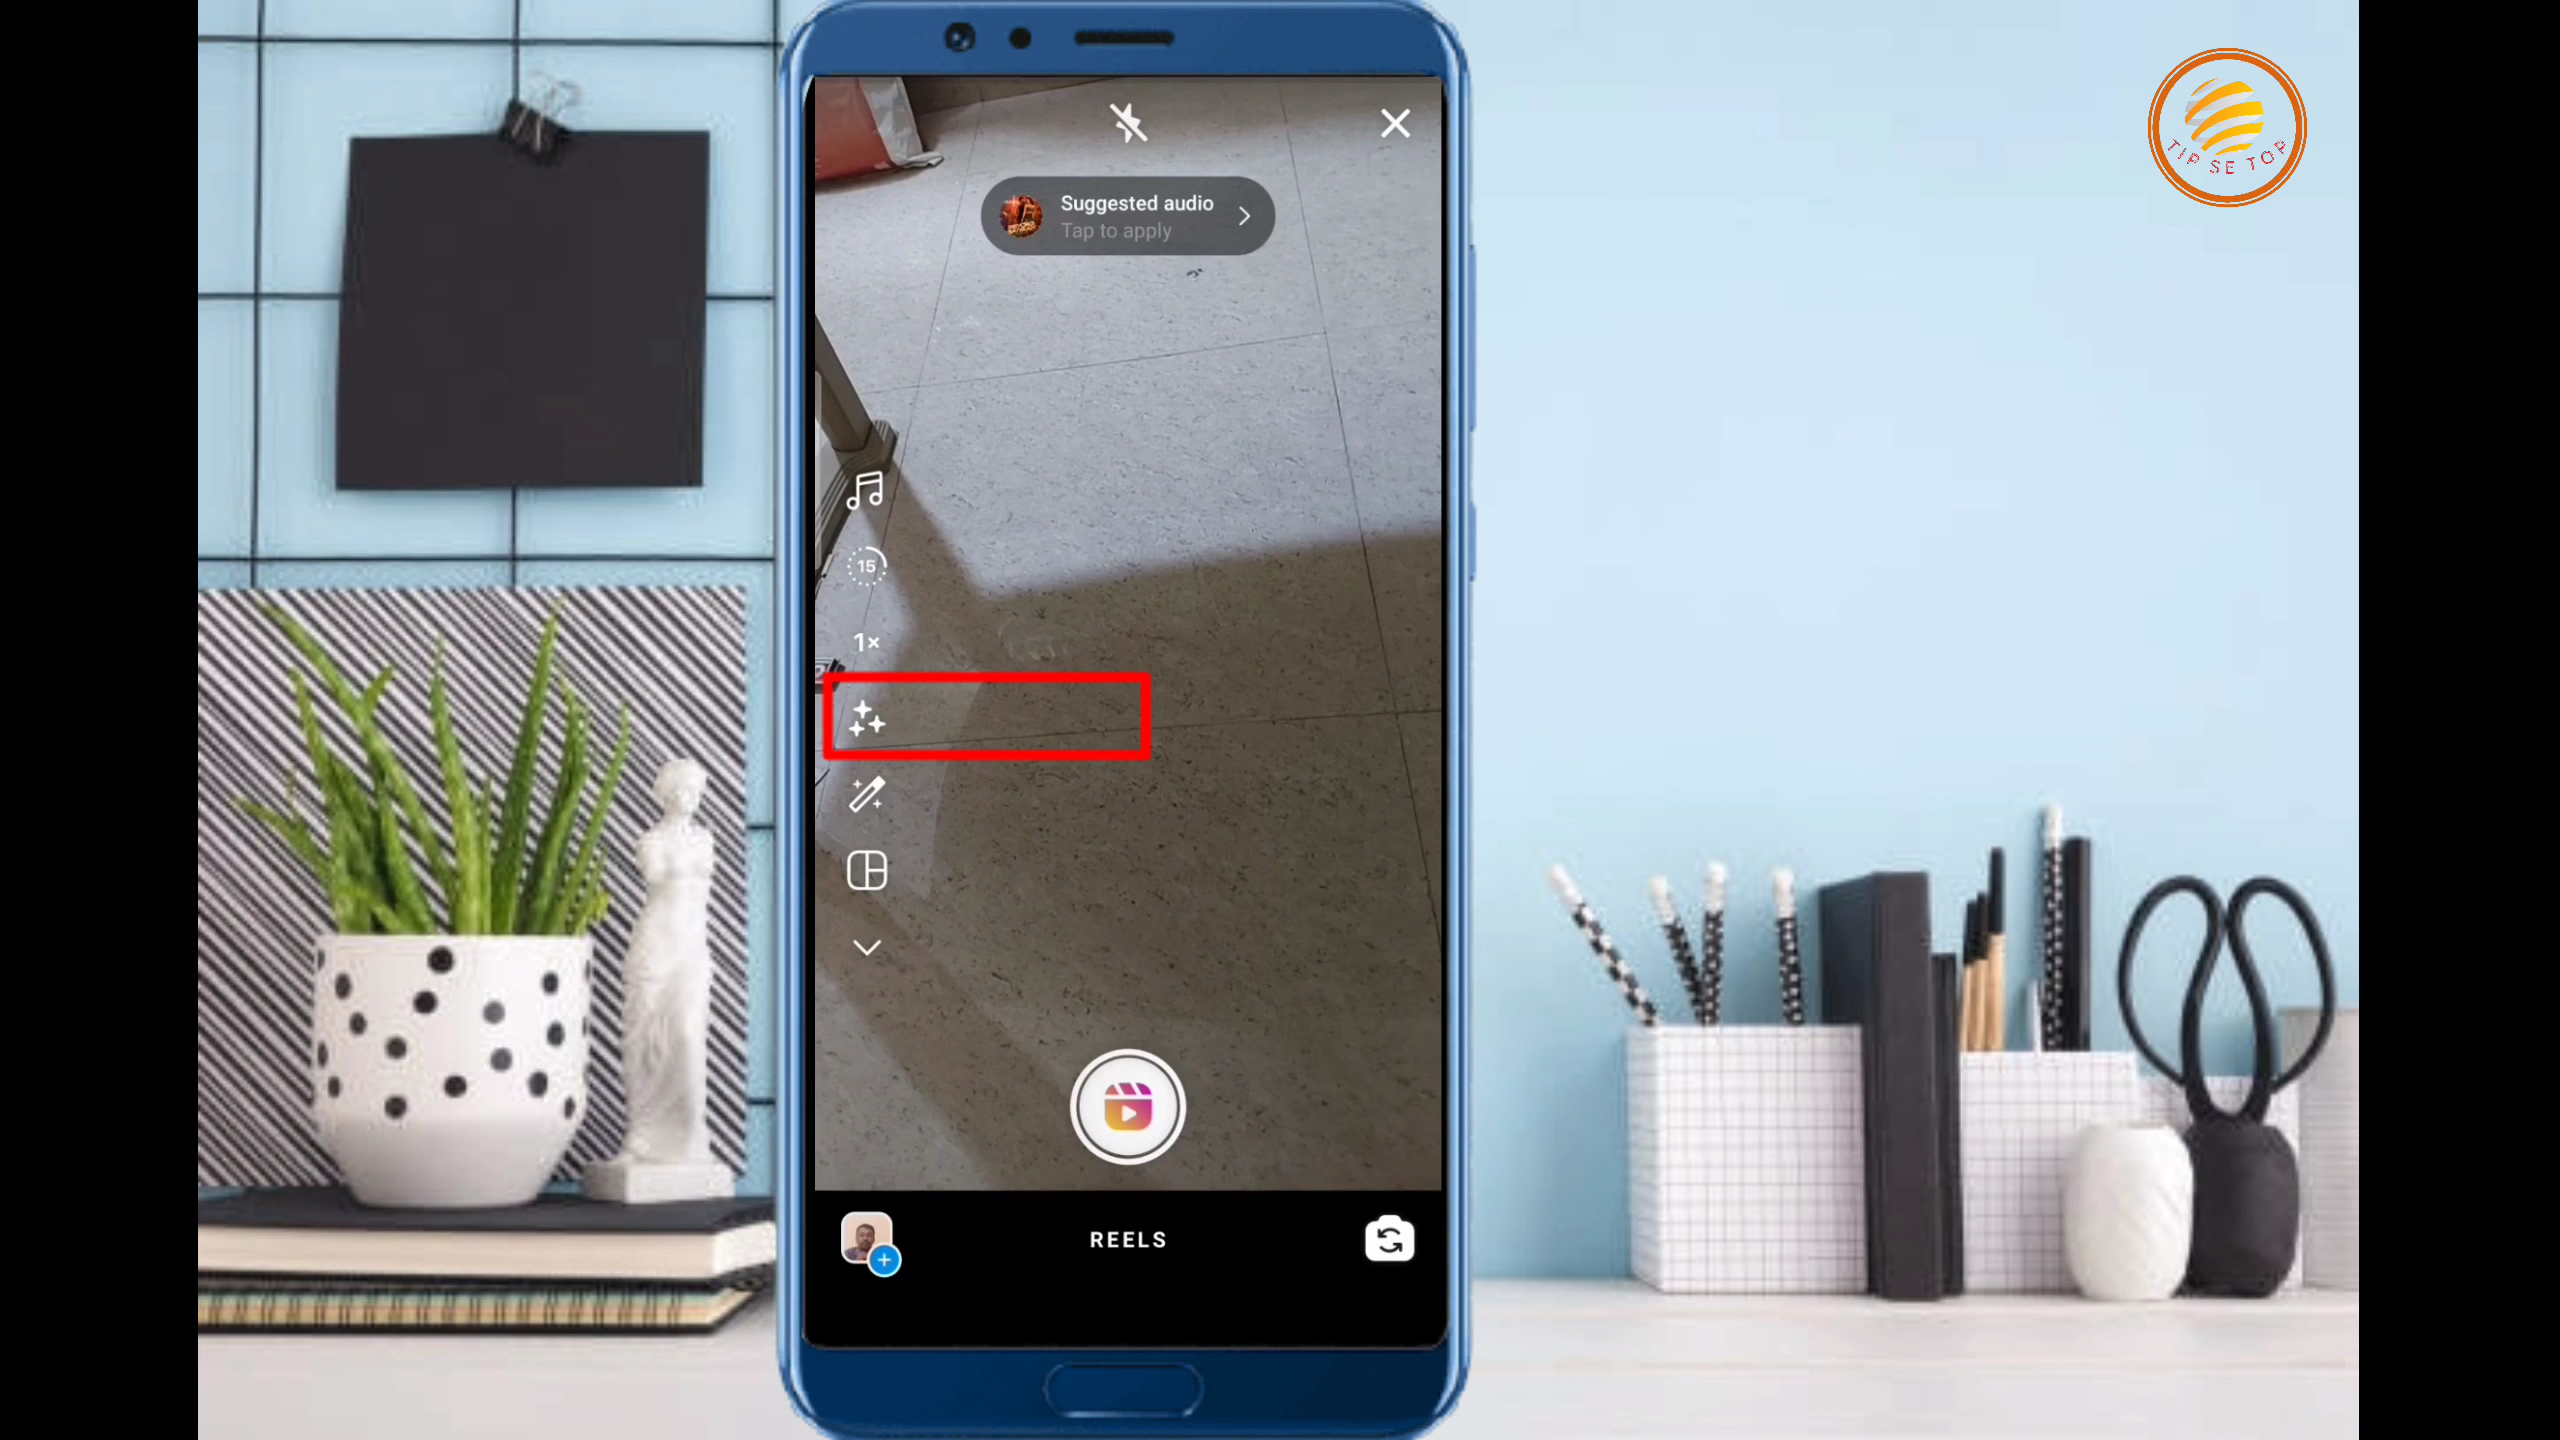 TIP SE TOP
Suggested audio
Tap to apply
15
1×
REELS